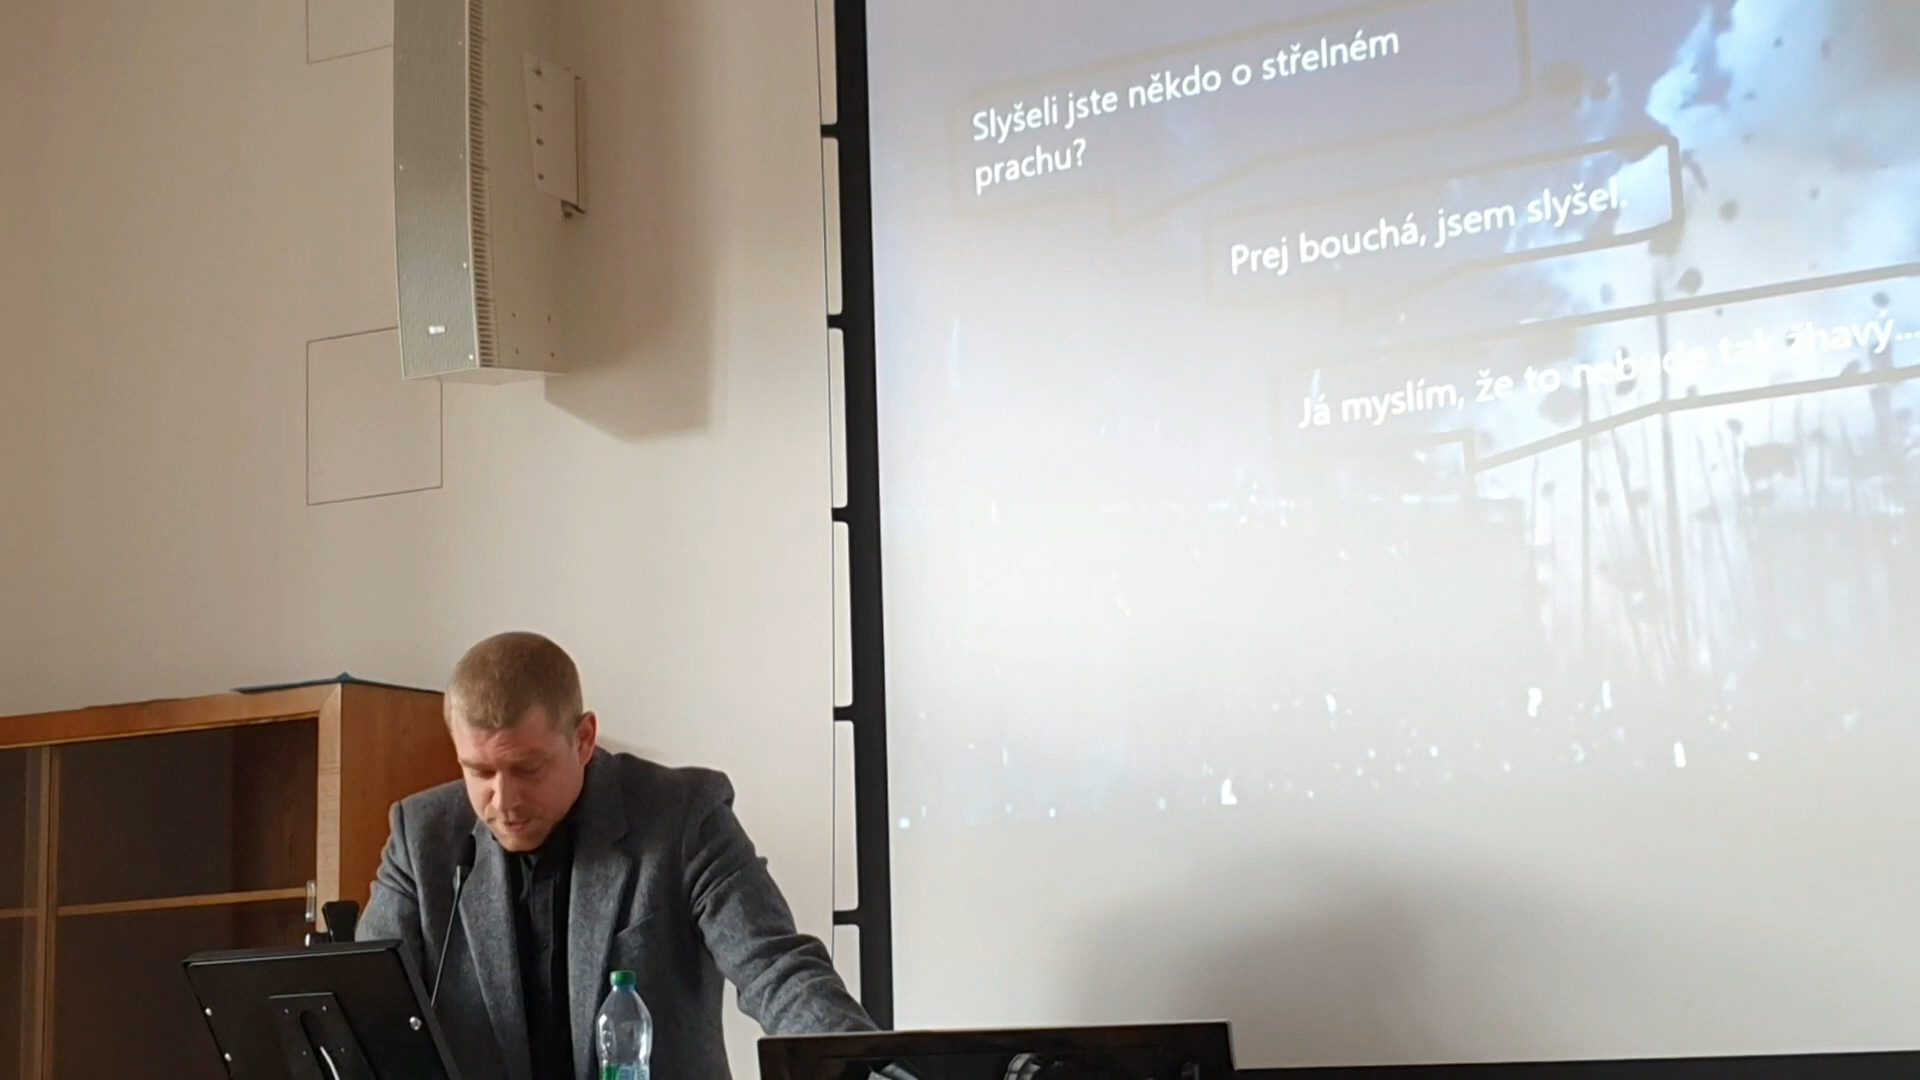 Slyšeli jste někdo o střelném
prachu?
Prej bouchá, jsem slyšel.
Já myslím, že to nebude tak žhavý...